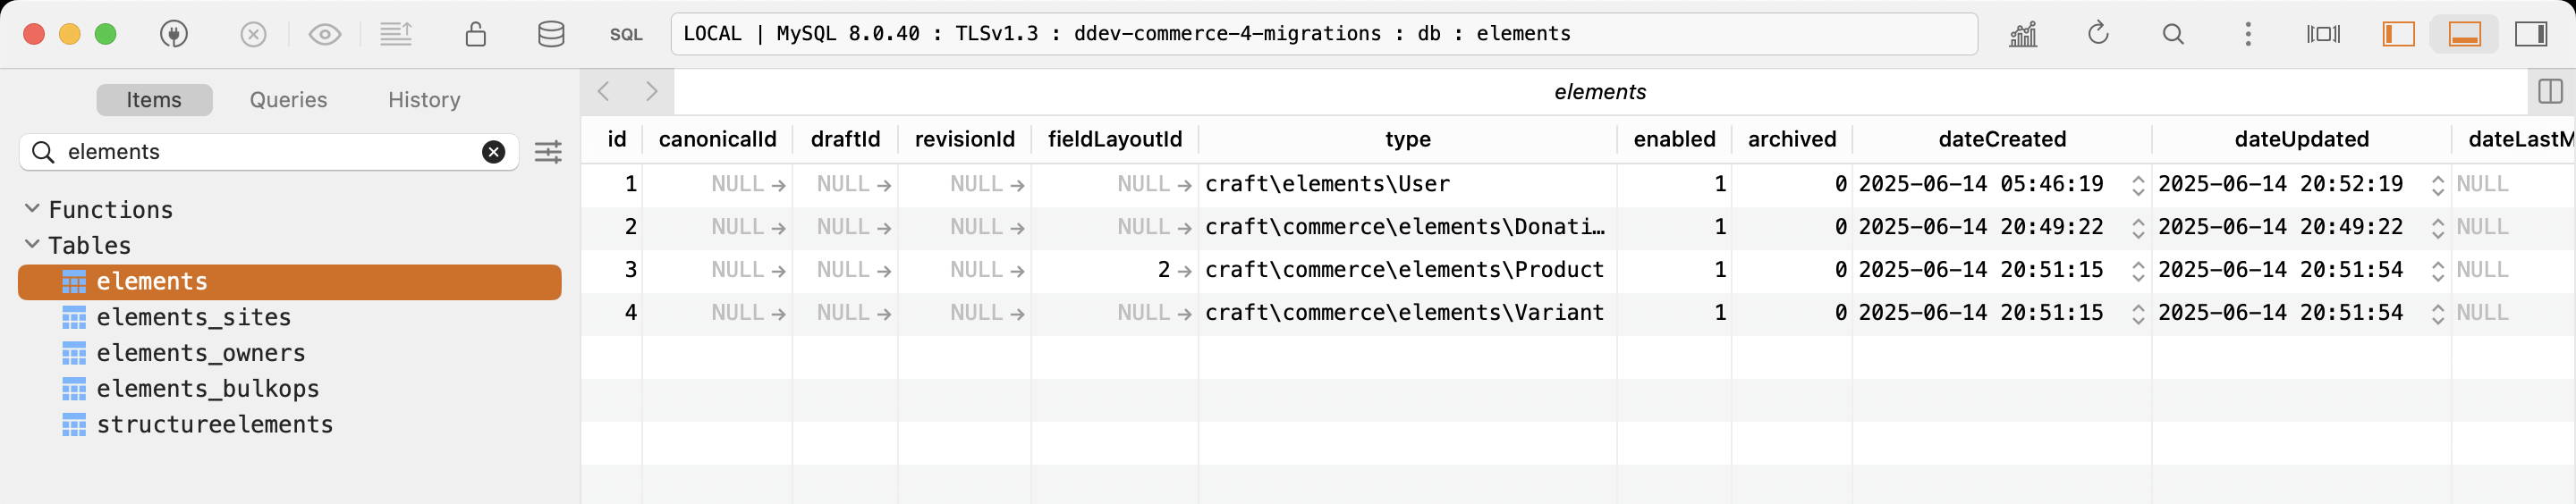 SQL LOCAL | MySQL 8.0.40 : TLSv1.3 : ddev-commerce-4-migrations : db : elements
Items Queries History
elements
Functions
Tables
elements
elements_sites
elements_owners
elements_bulkops
structureelements
elements
id canonicalId draftId revisionId fieldLayoutId type enabled archived dateCreated dateUpdated dateLastM
1 NULL NULL NULL NULL craft\elements\User 1 0 2025-06-14 05:46:19 2025-06-14 20:52:19 NULL
2 NULL NULL NULL NULL craft\commerce\elements\Donati… 1 0 2025-06-14 20:49:22 2025-06-14 20:49:22 NULL
3 NULL NULL NULL 2 craft\commerce\elements\Product 1 0 2025-06-14 20:51:15 2025-06-14 20:51:54 NULL
4 NULL NULL NULL NULL craft\commerce\elements\Variant 1 0 2025-06-14 20:51:15 2025-06-14 20:51:54 NULL